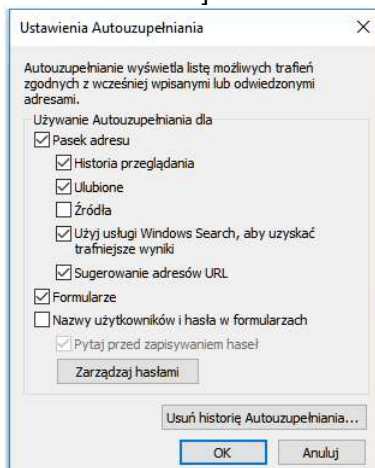 Ustawienia Autouzupełniania
Autouzupełnianie wyświetla listę możliwych trafień
zgodnych z wcześniej wpisanymi lub odwiedzonymi
adresami.
Używanie Autouzupełniania dla
Pasek adresu
Historia przeglądania
Ulubione
Źródła
Użyj usługi Windows Search, aby uzyskać
trafniejsze wyniki
Sugerowanie adresów URL
Formularze
Nazwy użytkowników i hasła w formularzach
Pytaj przed zapisywaniem haseł
Zarządzaj hasłami
Usuń historię Autouzupełniania...
OK Anuluj